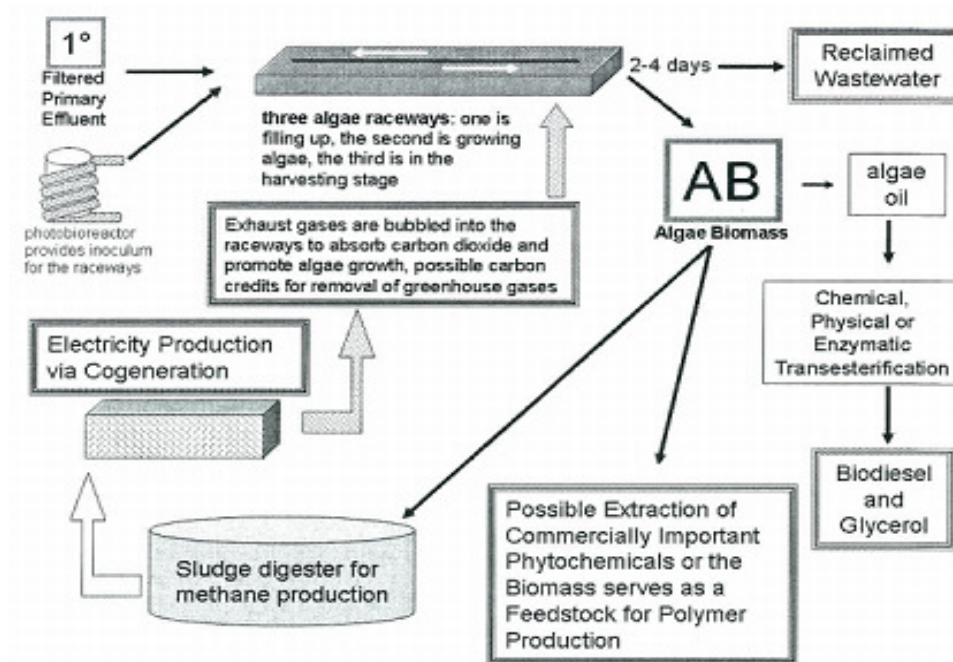 1°
Filtered
Primary
Effluent
photobioreactor
provides inoculum
for the raceways
three algae raceways: one is
filling up, the second is growing
algae, the third is in the
harvesting stage
2-4 days
Reclaimed
Wastewater
AB
Algae Biomass
algae
oil
Chemical,
Physical or
Enzymatic
Transesterification
Biodiesel
and
Glycerol
Exhaust gases are bubbled into the
raceways to absorb carbon dioxide and
promote algae growth, possible carbon
credits for removal of greenhouse gases
Electricity Production
via Cogeneration
Sludge digester for
methane production
Possible Extraction of
Commercially Important
Phytochemicals or the
Biomass serves as a
Feedstock for Polymer
Production